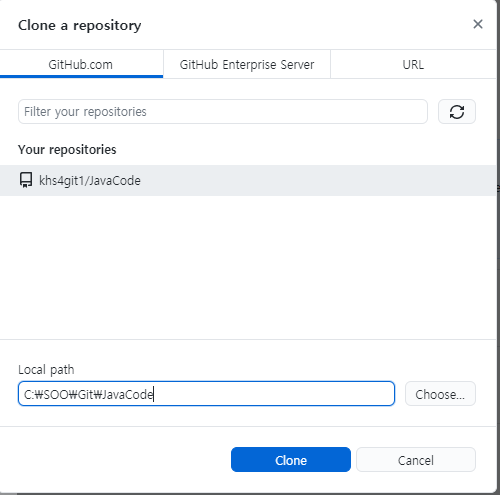 Clone a repository
GitHub.com
GitHub Enterprise Server
URL
Filter your repositories
Your repositories
khs4git1/JavaCode
Local path
C:₩SOO₩Git₩JavaCode
Choose...
Clone
Cancel